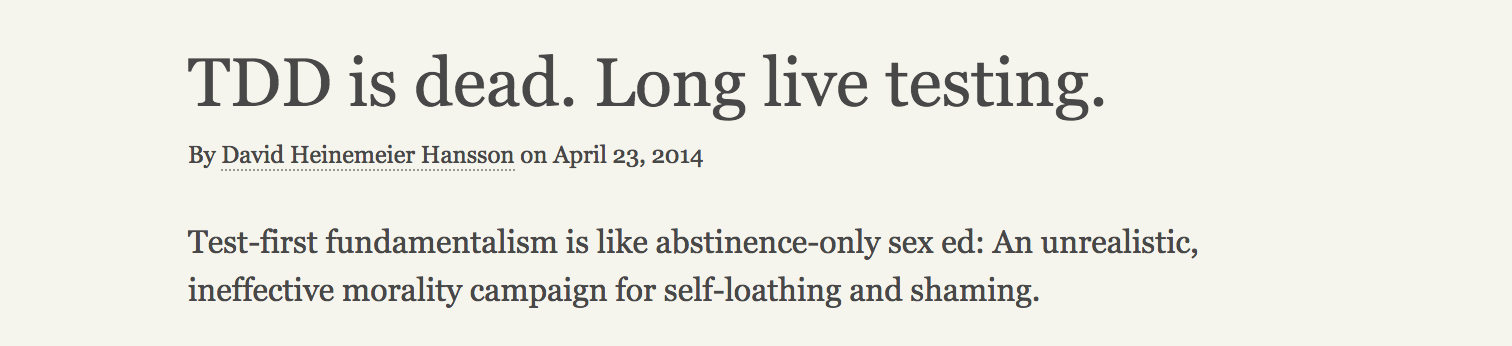 TDD is dead. Long live testing.
By David Heinemeier Hansson on April 23, 2014
Test-first fundamentalism is like abstinence-only sex ed: An unrealistic,
ineffective morality campaign for self-loathing and shaming.